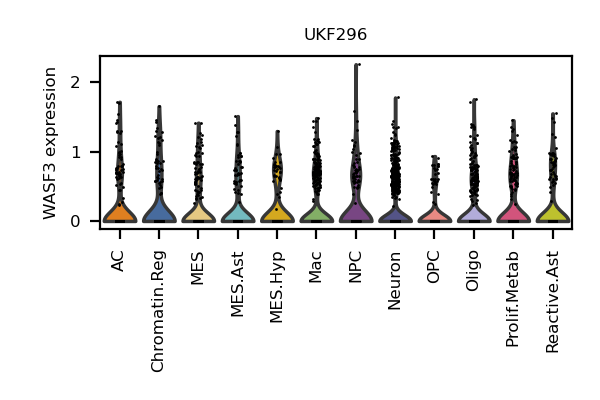 UKF296
WASF3 expression
2
1
0
AC
Chromatin.Reg
MES
MES.Ast
MES.Hyp
Mac
NPC
Neuron
OPC
Oligo
Prolif.Metab
Reactive.Ast